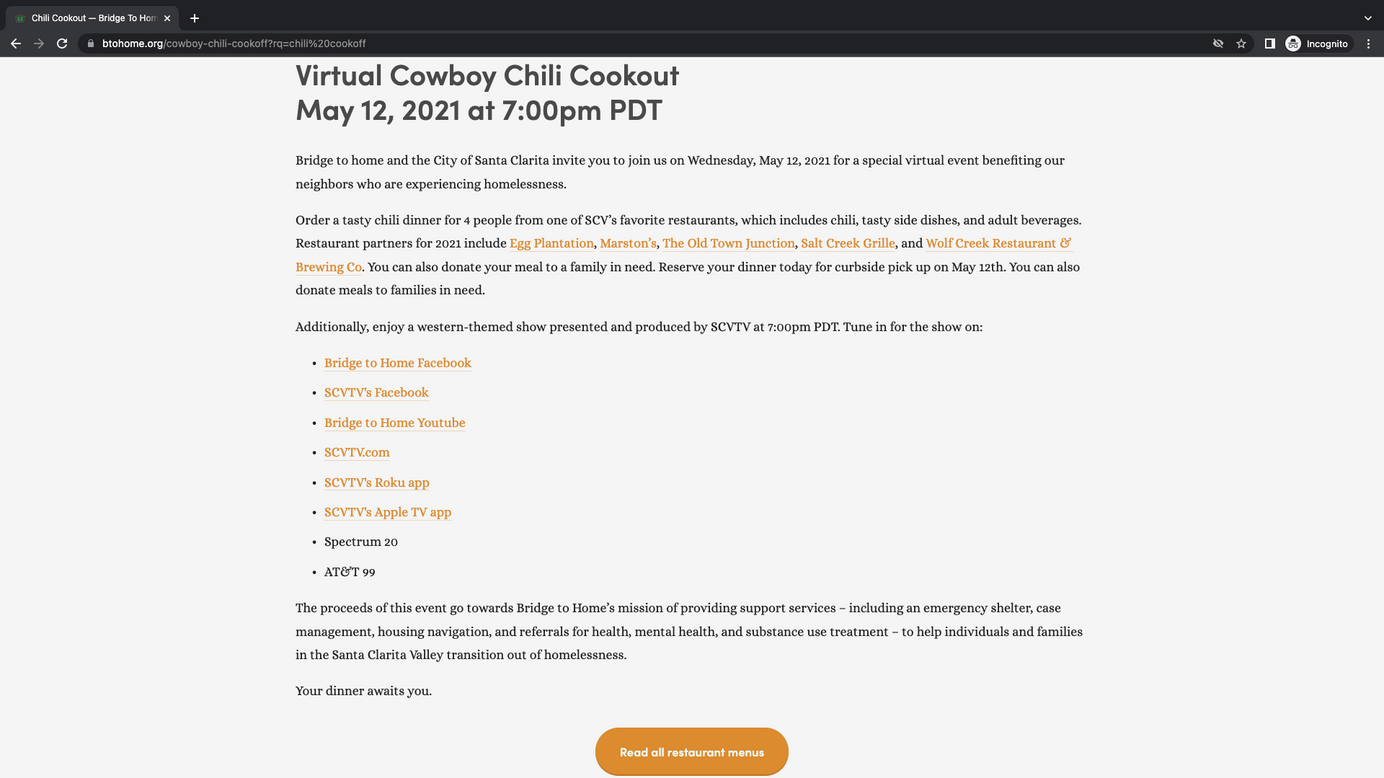 Chili Cookout — Bridge To Hom
btohome.org/cowboy-chili-cookoff?rq=chili%20cookoff
Incognito
Virtual Cowboy Chili Cookout
May 12, 2021 at 7:00pm PDT
Bridge to home and the City of Santa Clarita invite you to join us on Wednesday, May 12, 2021 for a special virtual event benefiting our
neighbors who are experiencing homelessness.
Order a tasty chili dinner for 4 people from one of SCV’s favorite restaurants, which includes chili, tasty side dishes, and adult beverages.
Restaurant partners for 2021 include Egg Plantation, Marston’s, The Old Town Junction, Salt Creek Grille, and Wolf Creek Restaurant &
Brewing Co. You can also donate your meal to a family in need. Reserve your dinner today for curbside pick up on May 12th. You can also
donate meals to families in need.
Additionally, enjoy a western-themed show presented and produced by SCVTV at 7:00pm PDT. Tune in for the show on:
• Bridge to Home Facebook
• SCVTV’s Facebook
• Bridge to Home Youtube
• SCVTV.com
• SCVTV’s Roku app
• SCVTV’s Apple TV app
• Spectrum 20
• AT&T 99
The proceeds of this event go towards Bridge to Home’s mission of providing support services – including an emergency shelter, case
management, housing navigation, and referrals for health, mental health, and substance use treatment – to help individuals and families
in the Santa Clarita Valley transition out of homelessness.
Your dinner awaits you.
Read all restaurant menus